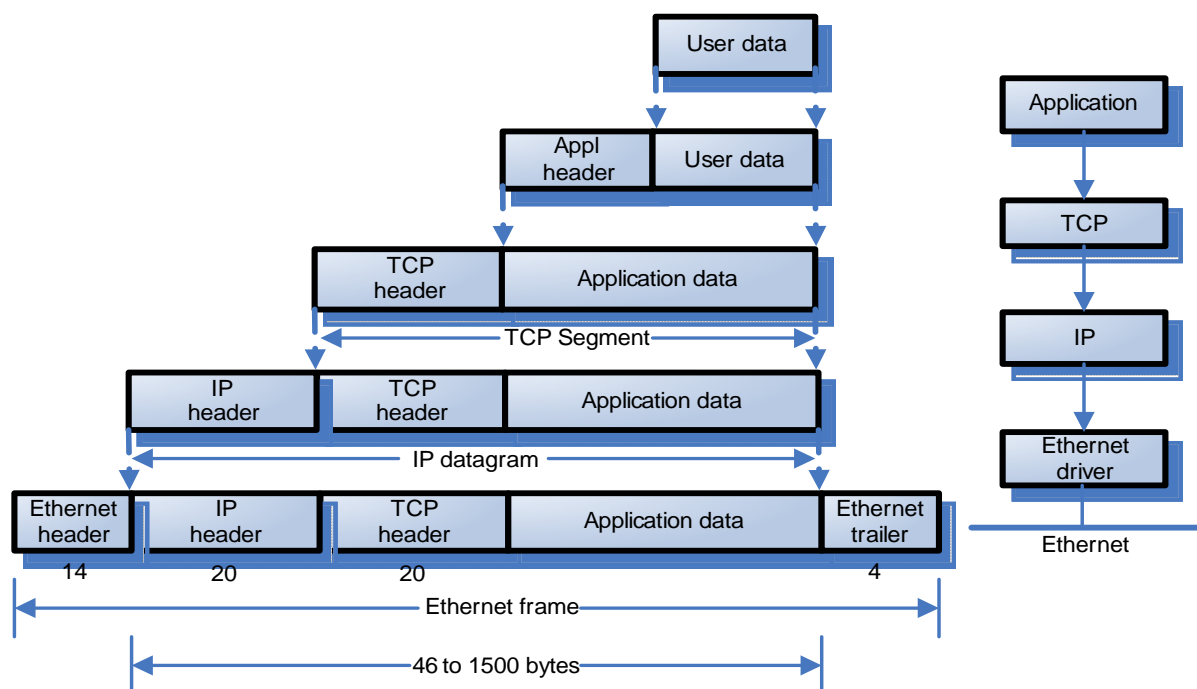 User data
Appl
header
User data
TCP
header
Application data
TCP Segment
IP
header
TCP
header
Application data
IP datagram
Ethernet
header
IP
header
TCP
header
Application data
Ethernet
trailer
14
20
20
4
Ethernet frame
46 to 1500 bytes
Application
TCP
IP
Ethernet
driver
Ethernet